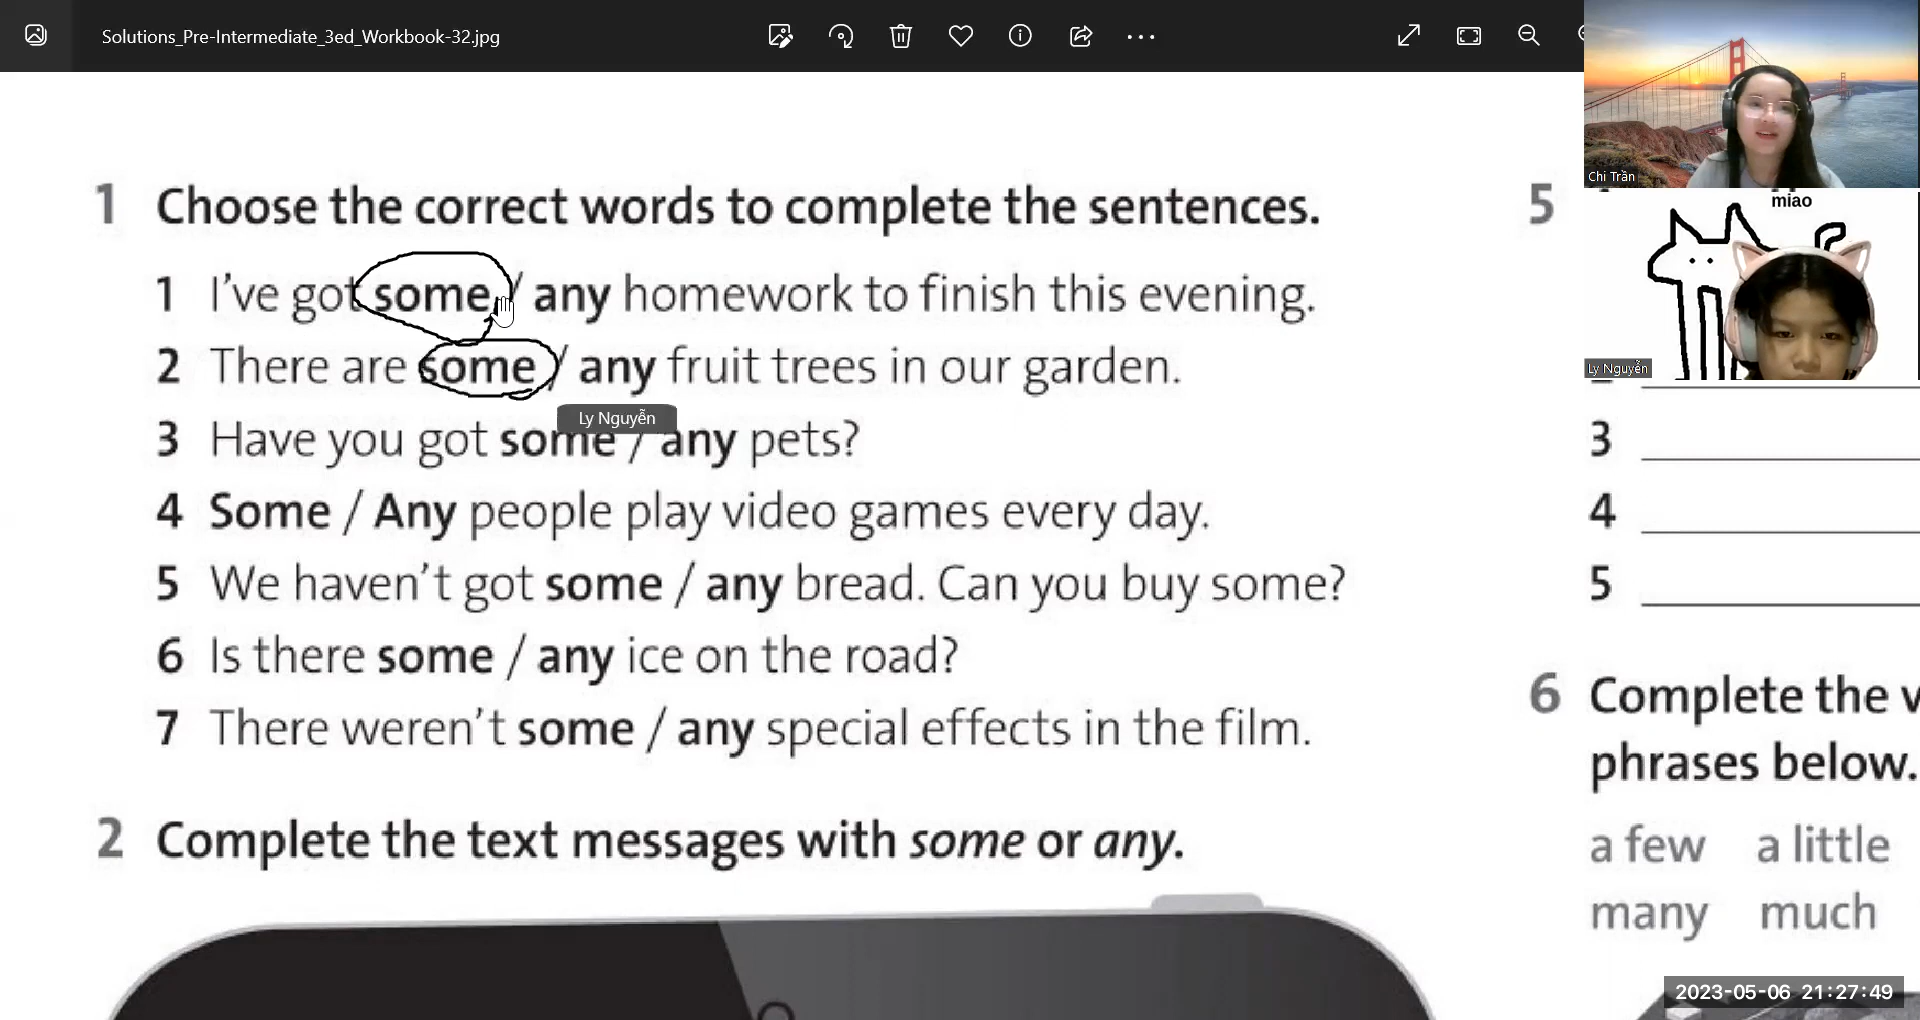 Solutions_Pre-Intermediate_3ed_Workbook-32.jpg
Chi Trần
miao
Ly Nguyễn
1 Choose the correct words to complete the sentences.
1 I've got some / any homework to finish this evening.
2 There are some / any fruit trees in our garden.
Ly Nguyễn
3 Have you got some / any pets?
4 Some / Any people play video games every day.
5 We haven't got some / any bread. Can you buy some?
6 Is there some / any ice on the road?
7 There weren't some / any special effects in the film.
2 Complete the text messages with some or any.
5
3
4
5
6 Complete the v
phrases below.
a few a little
many much
2023-05-06 21:27:49